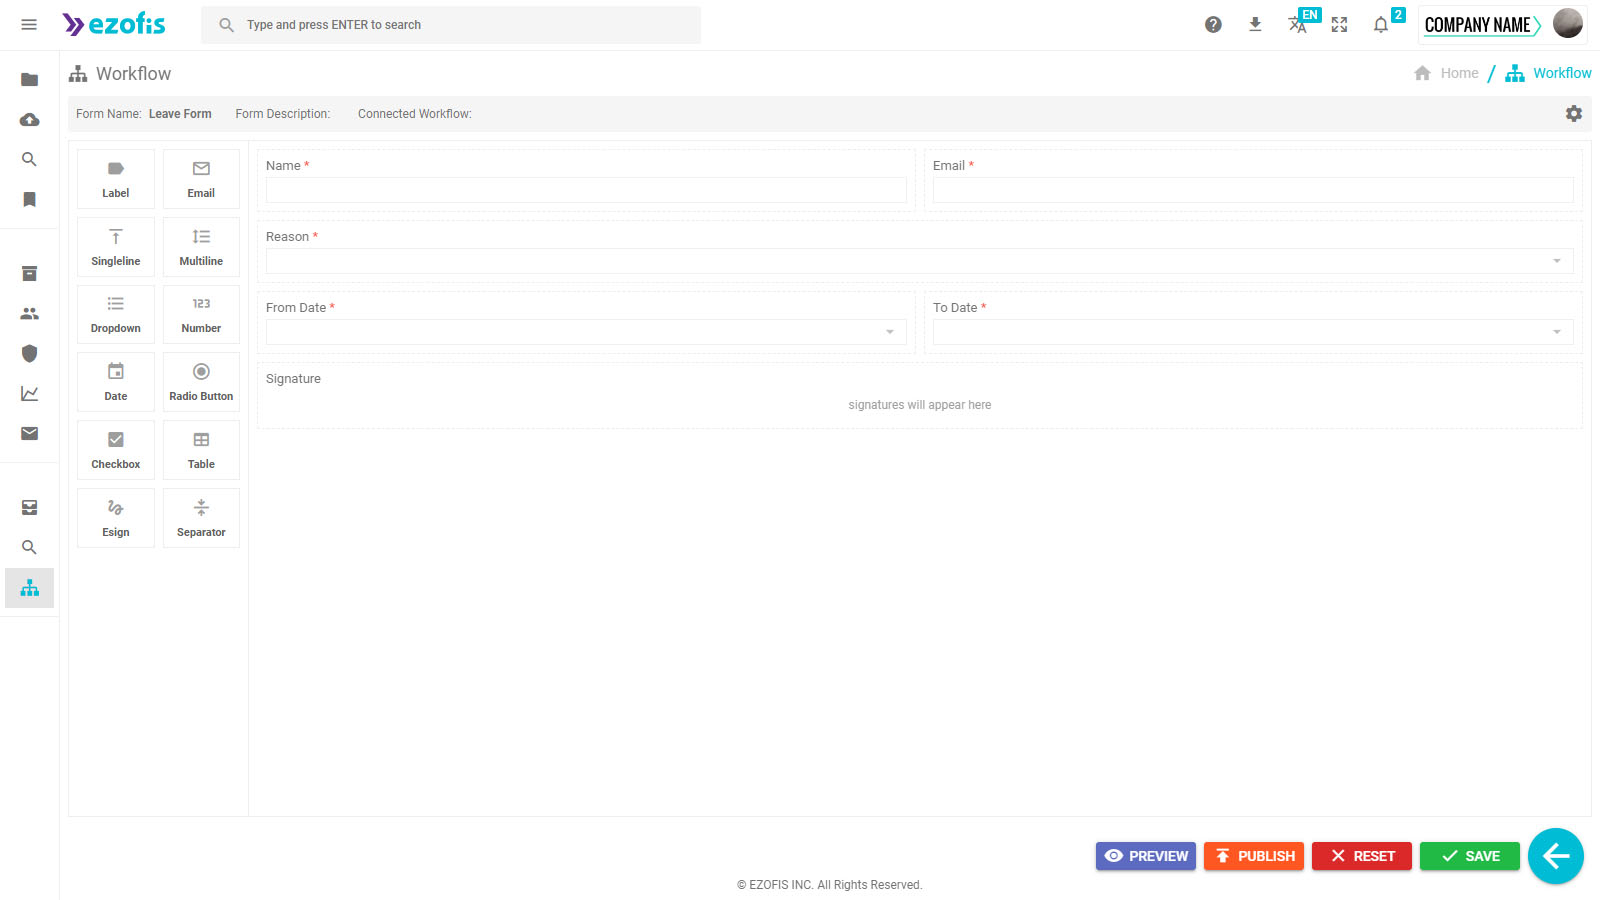 ezofis
Type and press ENTER to search
EN
2
COMPANY NAME
Workflow
Home / Workflow
Form Name: Leave Form Form Description: Connected Workflow:
Label
Email
Singleline
Multiline
Dropdown
123
Number
Date
Radio Button
Checkbox
Table
Esign
Separator
Name *
Email *
Reason *
From Date *
To Date *
Signature
signatures will appear here
PREVIEW
PUBLISH
RESET
SAVE
© EZOFIS INC. All Rights Reserved.